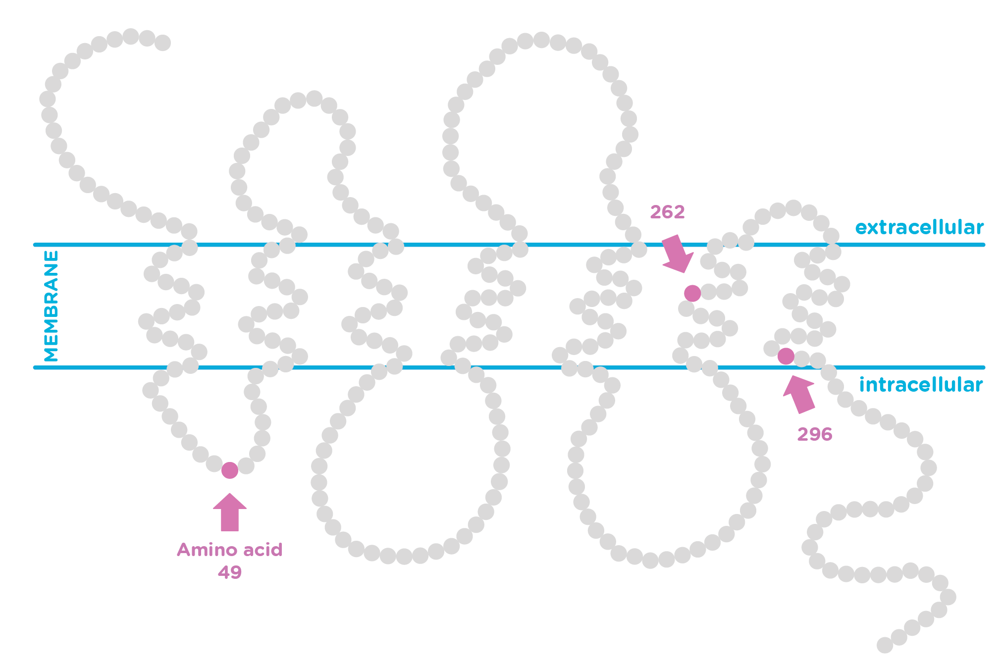 262
extracellular
MEMBRANE
intracellular
296
Amino acid
49